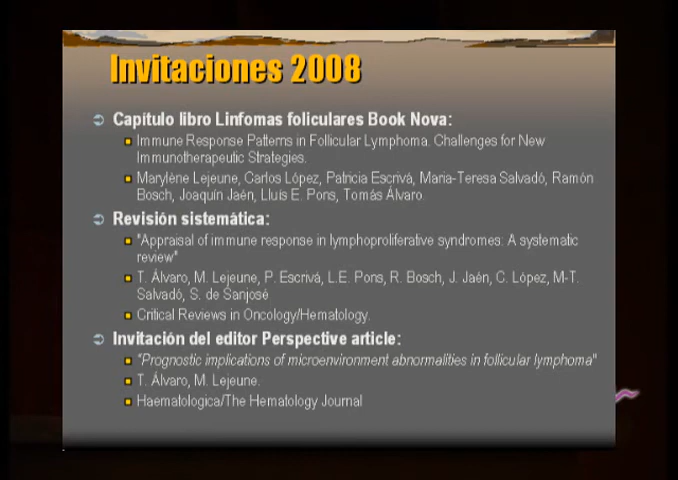 Invitaciones 2008
Capítulo libro Linfomas foliculares Book Nova:
Immune Response Patterns in Follicular Lymphoma. Challenges for New
Immunotherapeutic Strategies.
Marylène Lejeune, Carlos López, Patricia Escrivá, Maria-Teresa Salvadó, Ramón
Bosch, Joaquín Jaén, Lluís E. Pons, Tomás Álvaro.
Revisión sistemática:
"Appraisal of immune response in lymphoproliferative syndromes: A systematic
review"
T. Álvaro, M. Lejeune, P. Escrivá, L.E. Pons, R. Bosch, J. Jaén, C. López, M-T.
Salvadó, S. de Sanjosé
Critical Reviews in Oncology/Hematology.
Invitación del editor Perspective article:
"Prognostic implications of microenvironment abnormalities in follicular lymphoma"
T. Álvaro, M. Lejeune.
Haematologica/The Hematology Journal